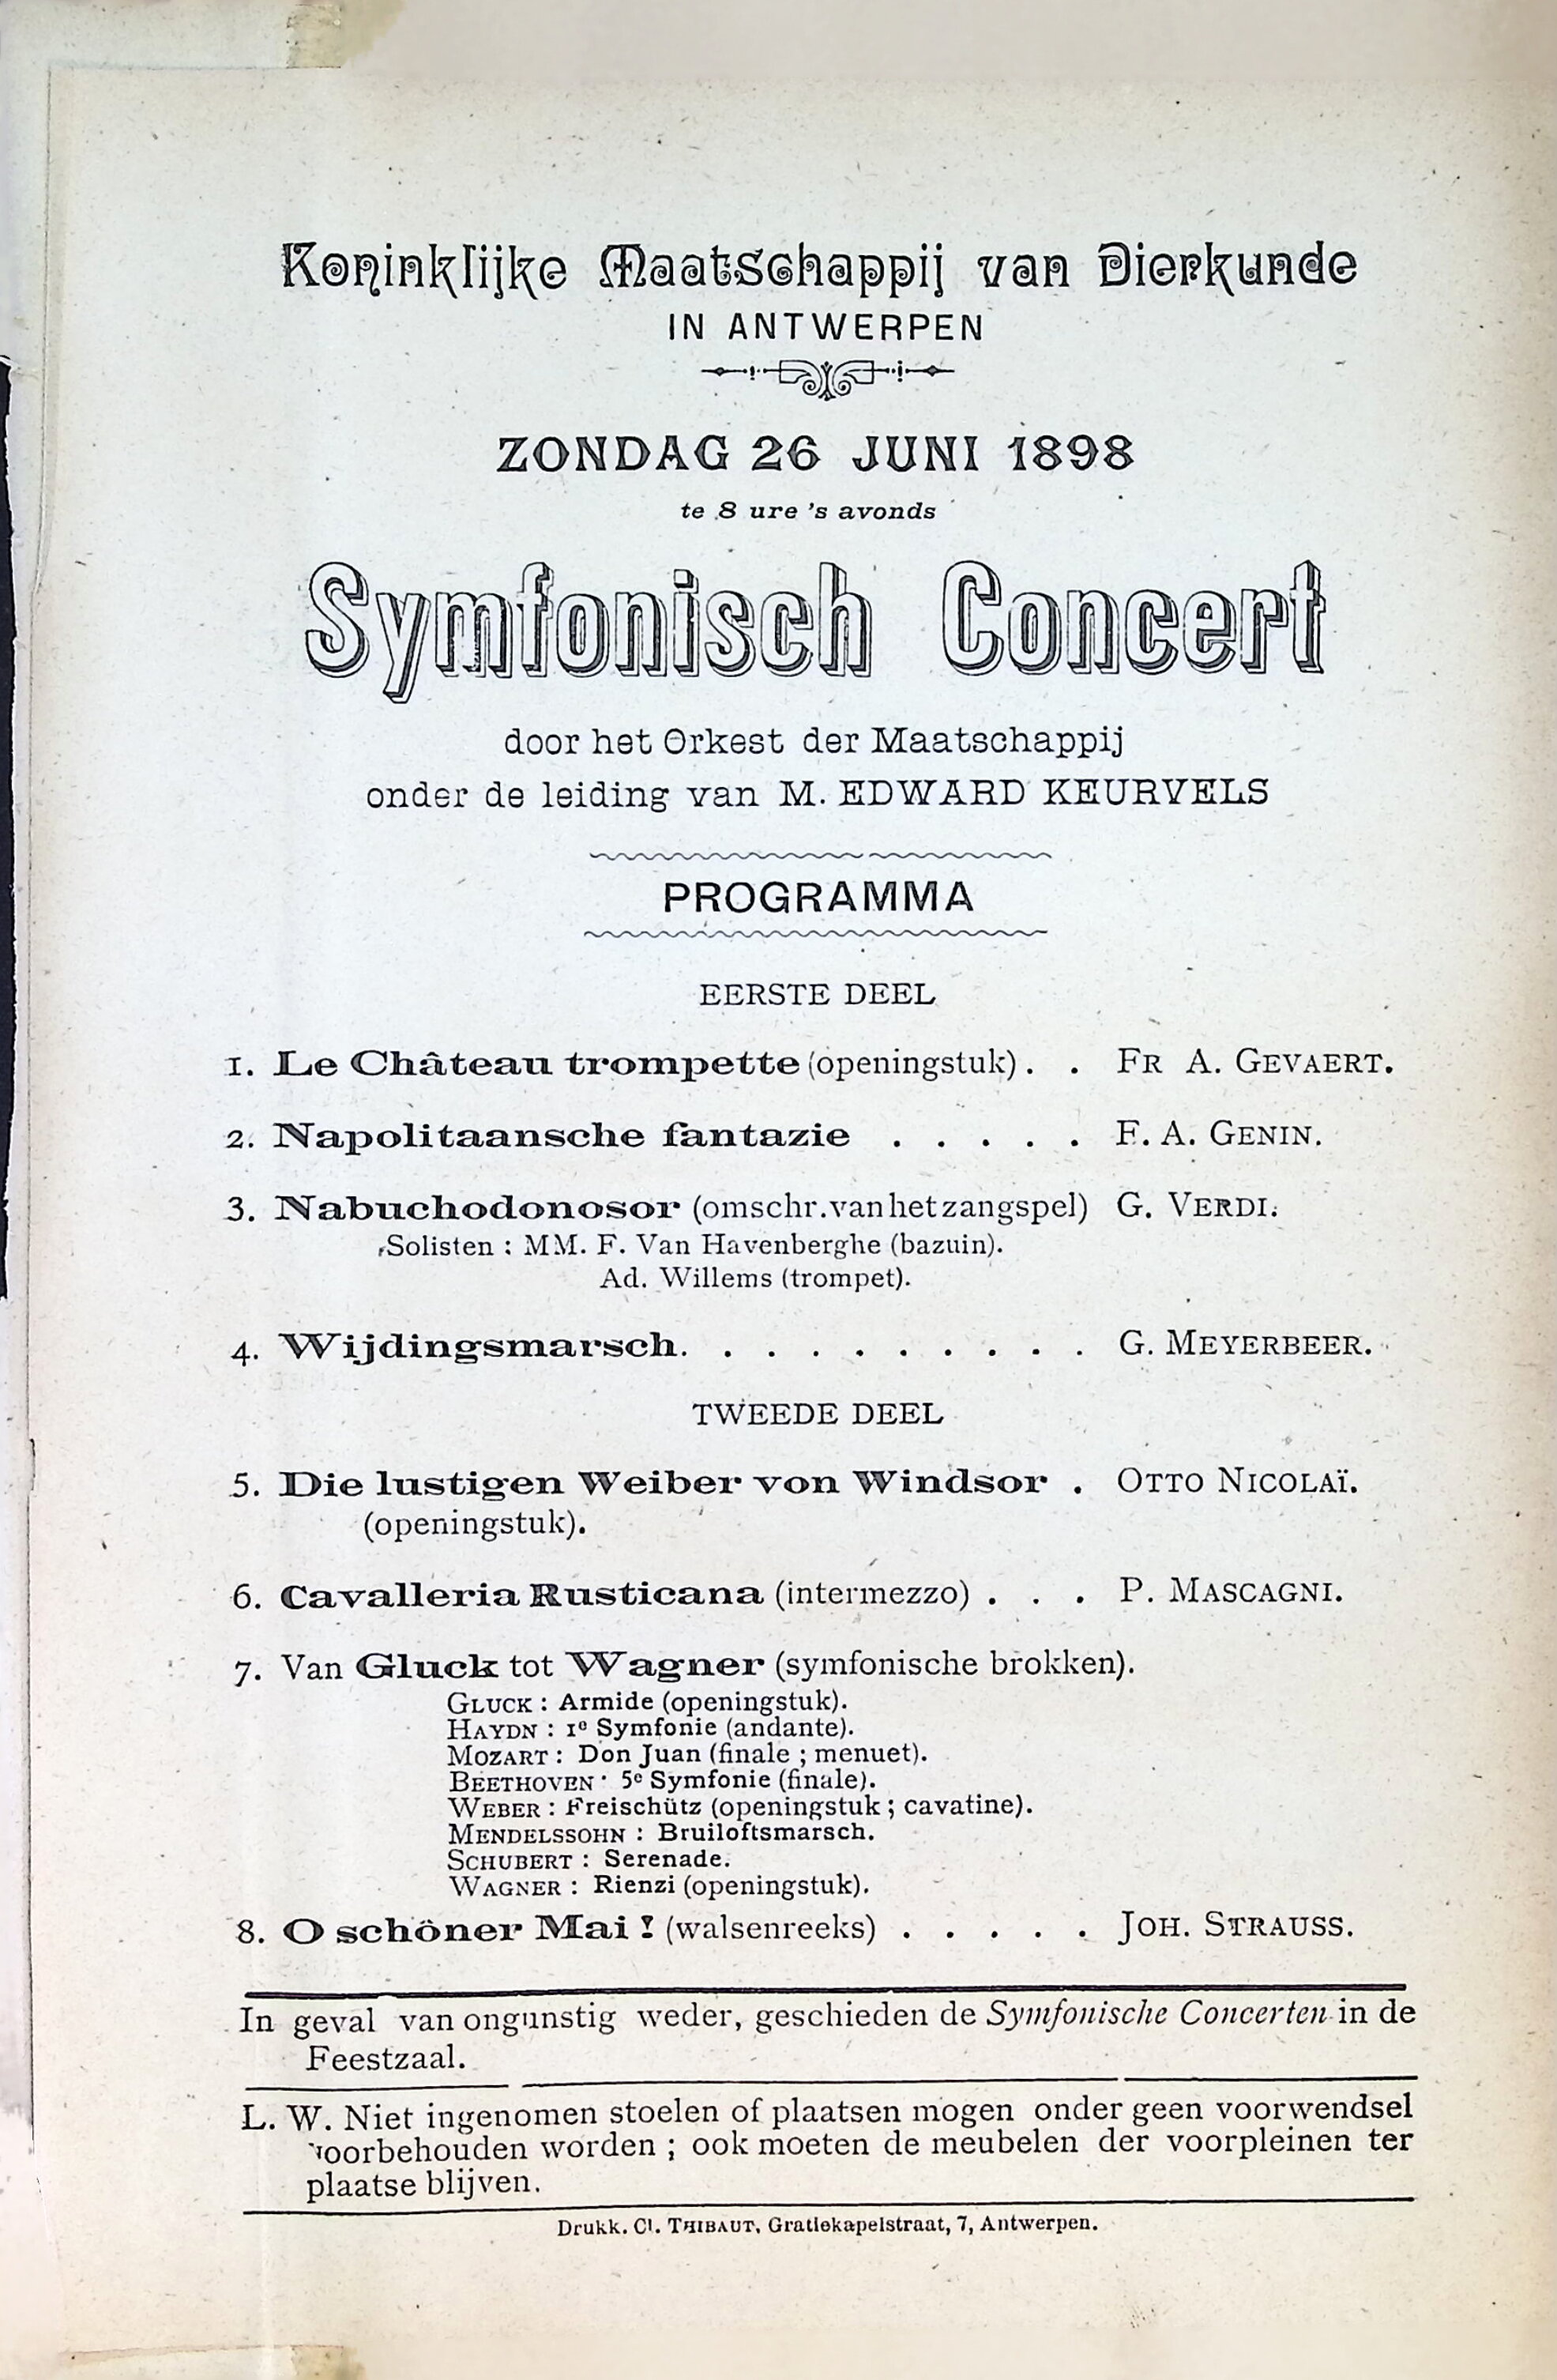 Koninklijke Maatschappij van Dierkunde
IN ANTWERPEN
ZONDAG 26 JUNI 1898
te 8 ure 's avonds
Symfonisch Concert
door het Orkest der Maatschappij
onder de leiding van M. EDWARD KEURVELS
PROGRAMMA
EERSTE DEEL
1. Le Château trompette (openingstuk) . . FR A. GEVAERT.
2. Napolitaansche fantazie . . . . . F. A. GENIN.
3. Nabuchodonosor (omschr. van het zangspel) G. VERDI.
Solisten : MM. F. Van Havenberghe (bazuin).
Ad. Willems (trompet).
4. Wijdingsmarsch. . . . . . . . . . G. MEYERBEER.
TWEEDE DEEL
5. Die lustigen Weiber von Windsor . OTTO NICOLAÏ.
(openingstuk).
6. Cavalleria Rusticana (intermezzo) . . . P. MASCAGNI.
7. Van Gluck tot Wagner (symfonische brokken).
GLUCK : Armide (openingstuk).
HAYDN : 1e Symfonie (andante).
MOZART : Don Juan (finale ; menuet).
BEETHOVEN : 5e Symfonie (finale).
WEBER : Freischütz (openingstuk ; cavatine).
MENDELSSOHN : Bruiloftsmarsch.
SCHUBERT : Serenade.
WAGNER : Rienzi (openingstuk).
8. O schöner Mai ! (walsenreeks) . . . . . JOH. STRAUSS.
In geval van ongunstig weder, geschieden de Symfonische Concerten in de
Feestzaal.
L. W. Niet ingenomen stoelen of plaatsen mogen onder geen voorwendsel
voorbehouden worden ; ook moeten de meubelen der voorpleinen ter
plaatse blijven.
Drukk. Cl. THIBAUT, Gratiekapelstraat, 7, Antwerpen.